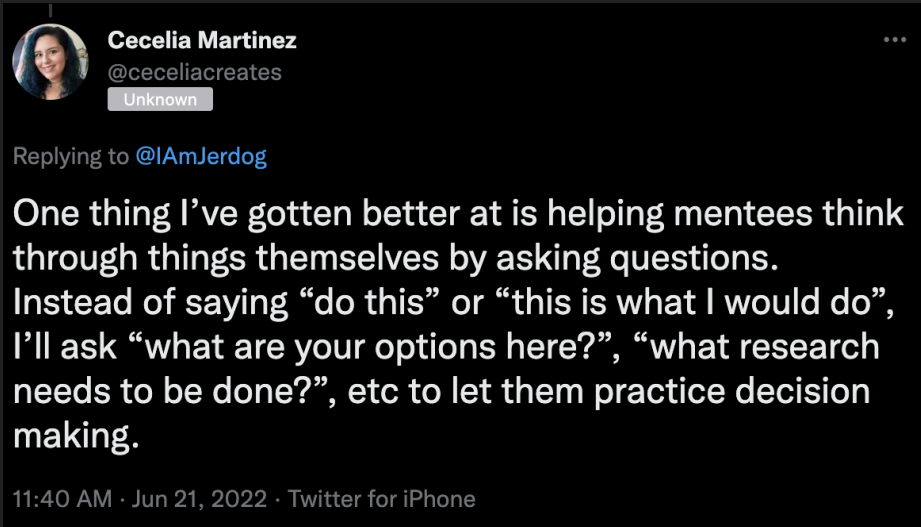 Cecelia Martinez
@ceceliacreates
Unknown
Replying to @IAmJerdog
One thing I’ve gotten better at is helping mentees think
through things themselves by asking questions.
Instead of saying “do this” or “this is what I would do”,
I’ll ask “what are your options here?”, “what research
needs to be done?”, etc to let them practice decision
making.
11:40 AM · Jun 21, 2022 · Twitter for iPhone